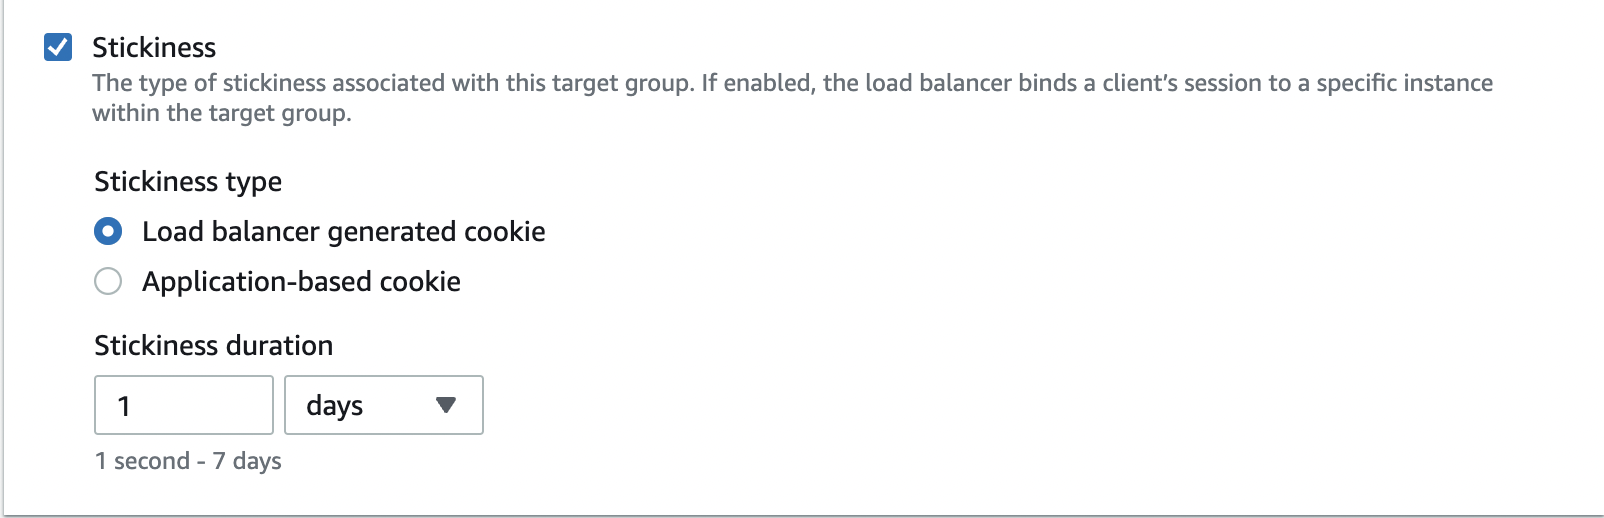 Stickiness
The type of stickiness associated with this target group. If enabled, the load balancer binds a client's session to a specific instance
within the target group.
Stickiness type
Load balancer generated cookie
Application-based cookie
Stickiness duration
1 days
1 second - 7 days